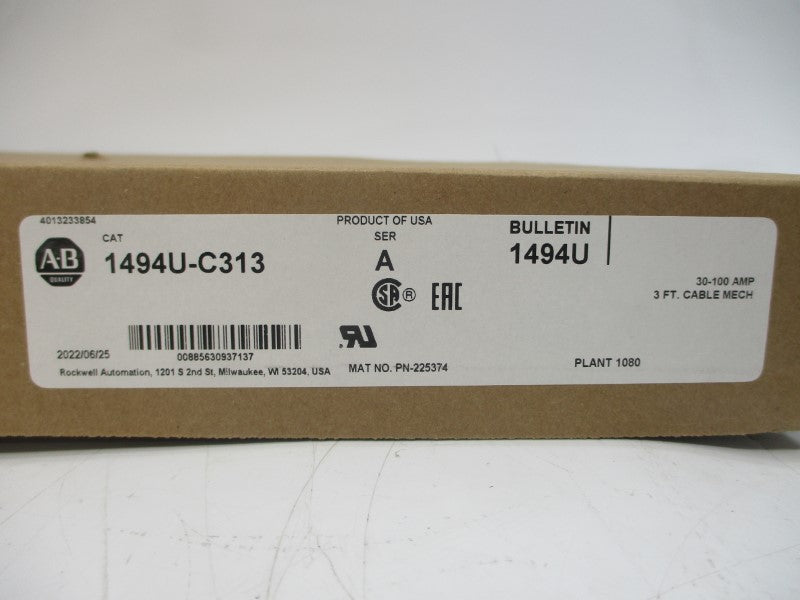 4013233854
PRODUCT OF USA
CAT
SER
BULLETIN
A-B
QUALITY
1494U-C313
A
1494U
30-100 AMP
3 FT. CABLE MECH
SA ® EAC
2022/06/25
00885630937137
RU
MAT NO. PN-225374
PLANT 1080
Rockwell Automation, 1201 S 2nd St, Milwaukee, WI 53204, USA